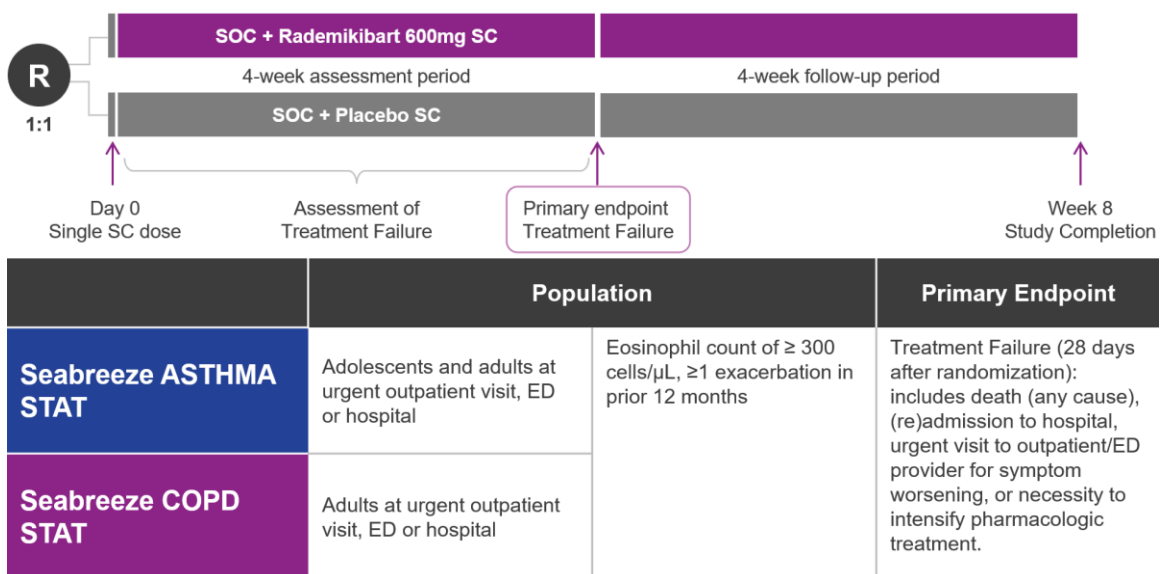 SOC + Rademikibart 600mg SC
R
4-week assessment period
4-week follow-up period
1:1
SOC + Placebo SC
Day 0
Single SC dose
Assessment of
Treatment Failure
Primary endpoint
Treatment Failure
Week 8
Study Completion
Population
Primary Endpoint
Seabreeze ASTHMA
STAT
Adolescents and adults at
urgent outpatient visit, ED
or hospital
Eosinophil count of ≥ 300
cells/µL, ≥1 exacerbation in
prior 12 months
Treatment Failure (28 days
after randomization):
includes death (any cause),
(re)admission to hospital,
urgent visit to outpatient/ED
provider for symptom
worsening, or necessity to
intensify pharmacologic
treatment.
Seabreeze COPD
STAT
Adults at urgent outpatient
visit, ED or hospital